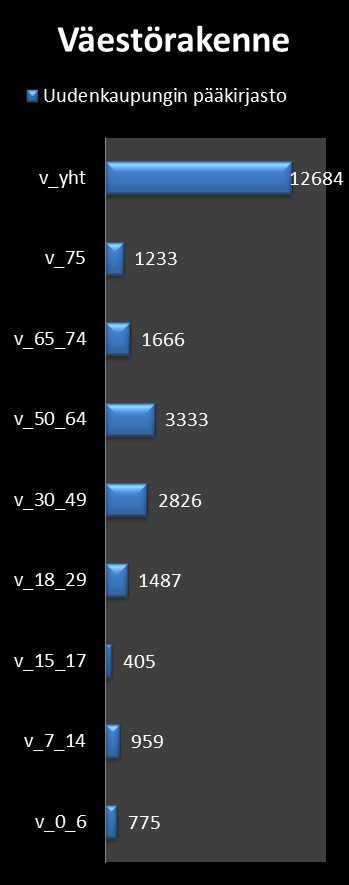 Väestörakenne
Uudenkaupungin pääkirjasto
v_yht 12684
v_75 1233
v_65_74 1666
v_50_64 3333
v_30_49 2826
v_18_29 1487
v_15_17 405
v_7_14 959
v_0_6 775